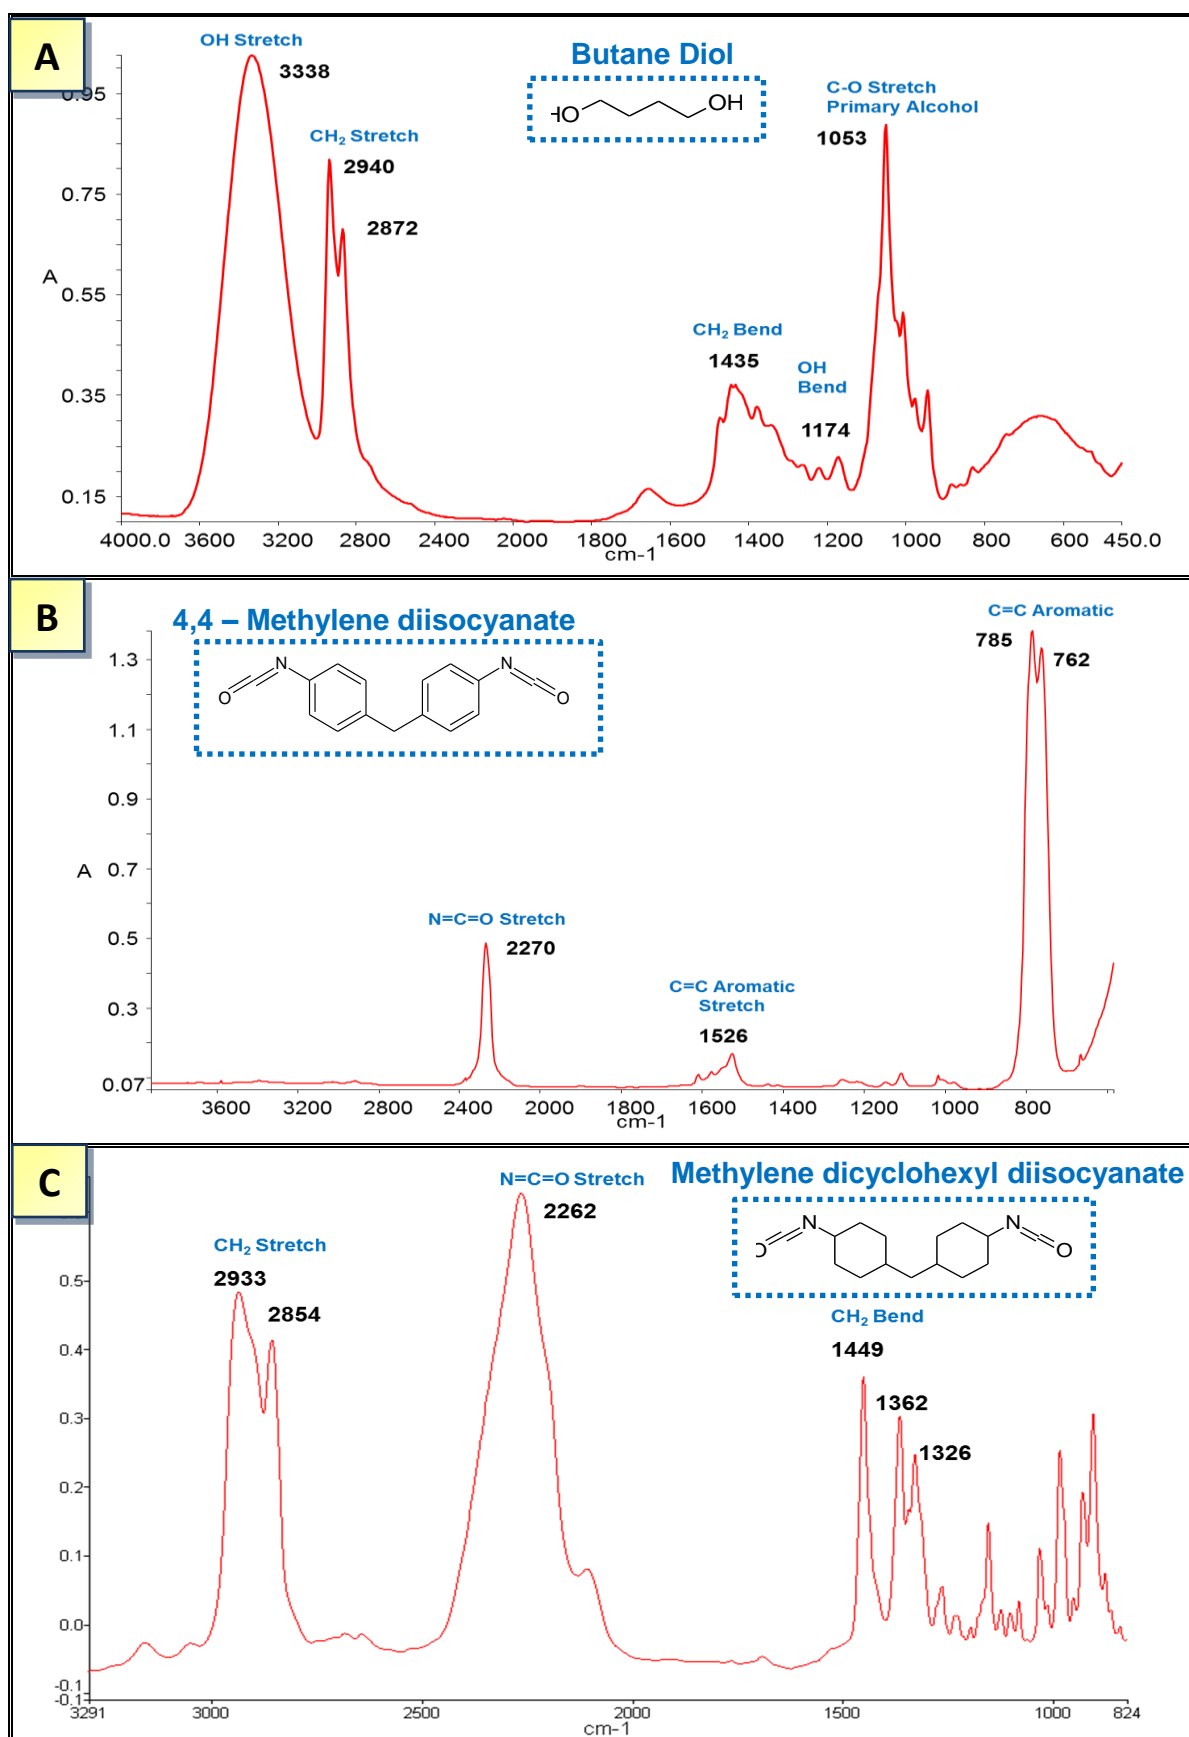 A
OH Stretch
3338
Butane Diol
HO
OH
C-O Stretch
Primary Alcohol
1053
CH₂ Stretch
2940
2872
CH₂ Bend
1435
OH
Bend
1174
A
0.95
0.75
0.55
0.35
0.15
4000.0 3600 3200 2800 2400 2000 1800 1600 1400 1200 1000 800 600 450.0
cm-1
B
4,4 – Methylene diisocyanate
O N N O
C=C Aromatic
785
762
N=C=O Stretch
2270
C=C Aromatic
Stretch
1526
A
1.3
1.1
0.9
0.7
0.5
0.3
0.07
3600 3200 2800 2400 2000 1800 1600 1400 1200 1000 800
cm-1
C
N=C=O Stretch
2262
Methylene dicyclohexyl diisocyanate
O N N O
CH₂ Stretch
2933
2854
CH₂ Bend
1449
1362
1326
0.5
0.4
0.3
0.2
0.1
0.0
-0.1
-0.1
3291 3000 2500 2000 1500 1000 824
cm-1